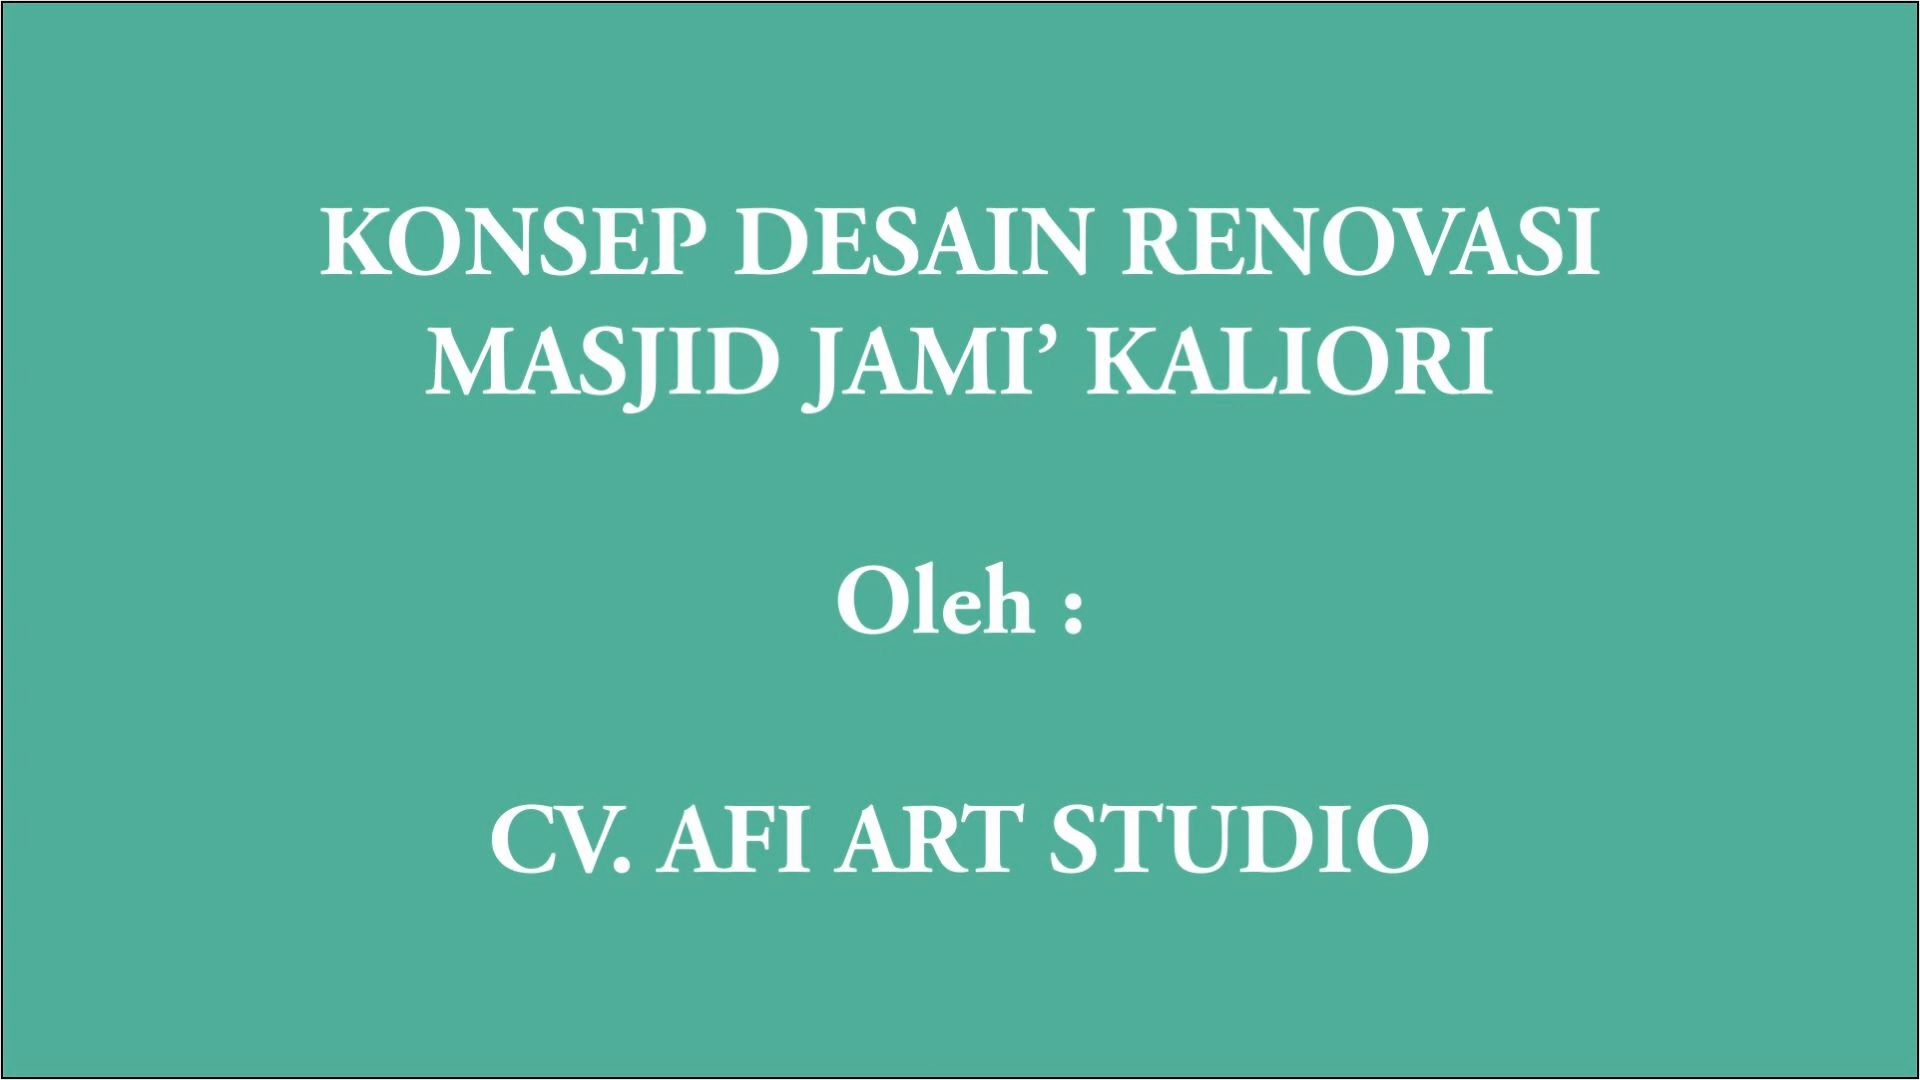 KONSEP DESAIN RENOVASI
MASJID JAMI’ KALIORI
Oleh :
CV. AFI ART STUDIO